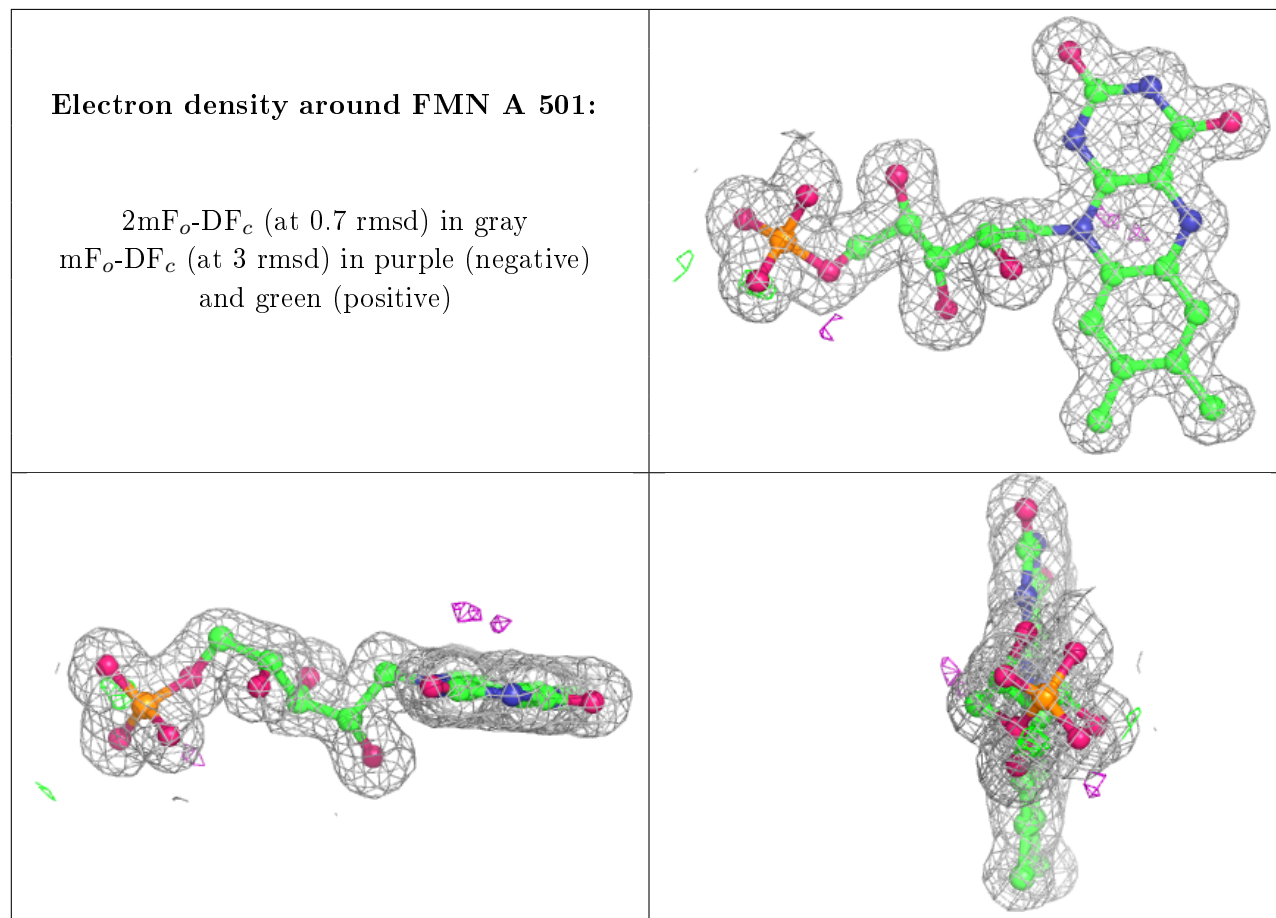 Electron density around FMN A 501:
2mFo-DFc (at 0.7 rmsd) in gray
mFo-DFc (at 3 rmsd) in purple (negative)
and green (positive)